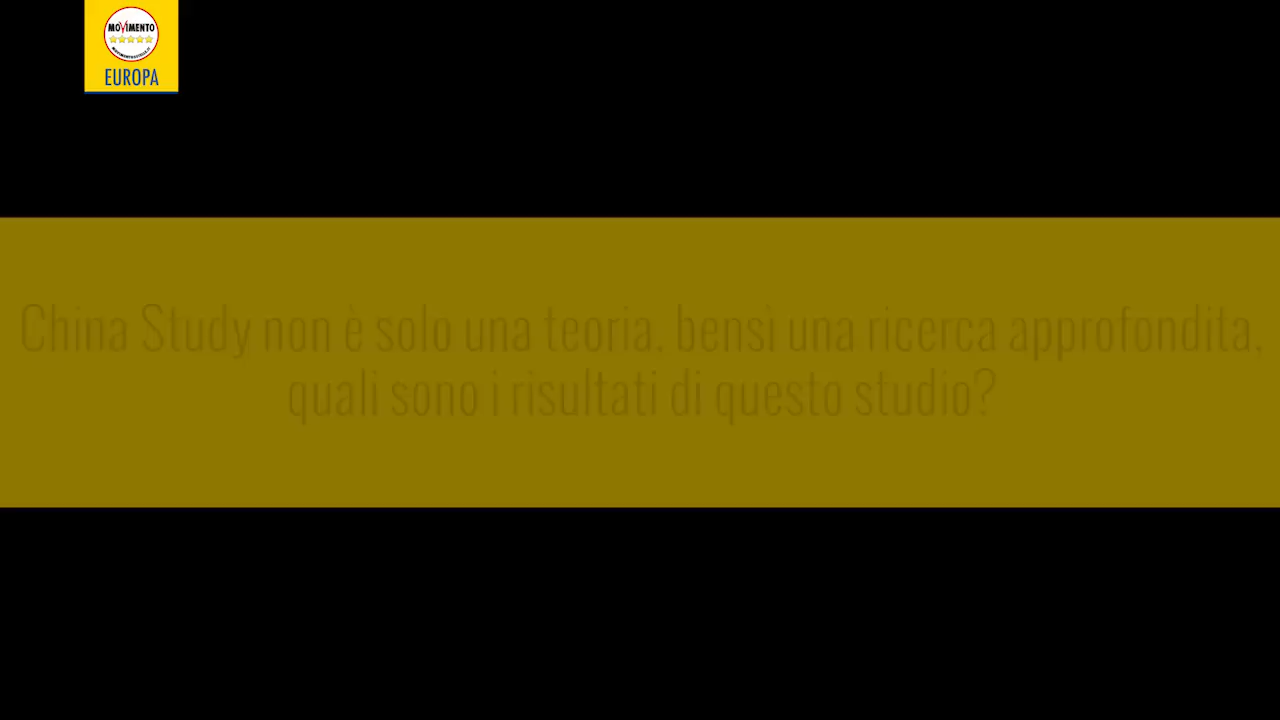 MOVIMENTO
EUROPA
China Study non è solo una teoria, bensì una ricerca approfondita,
quali sono i risultati di questo studio?